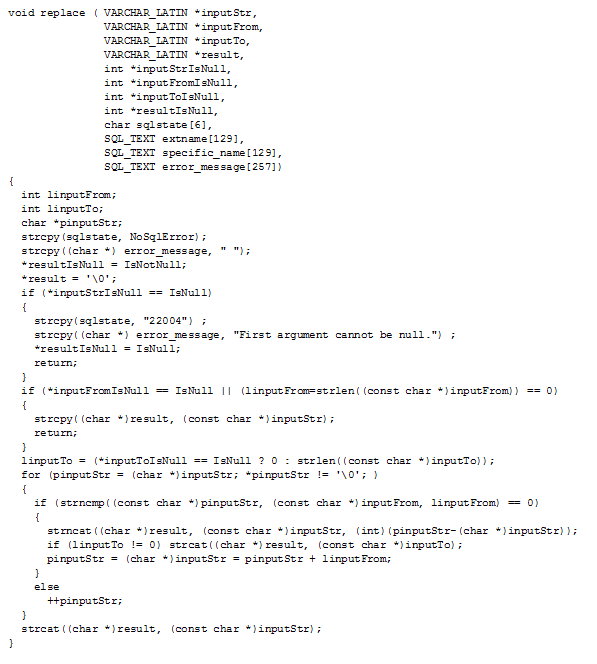 void replace ( VARCHAR_LATIN *inputStr,
               VARCHAR_LATIN *inputFrom,
               VARCHAR_LATIN *inputTo,
               VARCHAR_LATIN *result,
               int *inputStrIsNull,
               int *inputFromIsNull,
               int *inputToIsNull,
               int *resultIsNull,
               char sqlstate[6],
               SQL_TEXT extname[129],
               SQL_TEXT specific_name[129],
               SQL_TEXT error_message[257])
{
  int linputFrom;
  int linputTo;
  char *pinputStr;
  strcpy(sqlstate, NoSqlError);
  strcpy((char *) error_message, " ");
  *resultIsNull = IsNotNull;
  *result = '\0';
  if (*inputStrIsNull == IsNull)
  {
    strcpy(sqlstate, "22004") ;
    strcpy((char *) error_message, "First argument cannot be null.") ;
    *resultIsNull = IsNull;
    return;
  }
  if (*inputFromIsNull == IsNull || (linputFrom=strlen((const char *)inputFrom)) == 0)
  {
    strcpy((char *)result, (const char *)inputStr);
    return;
  }
  linputTo = (*inputToIsNull == IsNull ? 0 : strlen((const char *)inputTo));
  for (pinputStr = (char *)inputStr; *pinputStr != '\0'; )
  {
    if (strncmp((const char *)pinputStr, (const char *)inputFrom, linputFrom) == 0)
    {
      strncat((char *)result, (const char *)inputStr, (int)(pinputStr-(char *)inputStr));
      if (linputTo != 0) strcat((char *)result, (const char *)inputTo);
      pinputStr = (char *)inputStr = pinputStr + linputFrom;
    }
    else
      ++pinputStr;
  }
  strcat((char *)result, (const char *)inputStr);
}